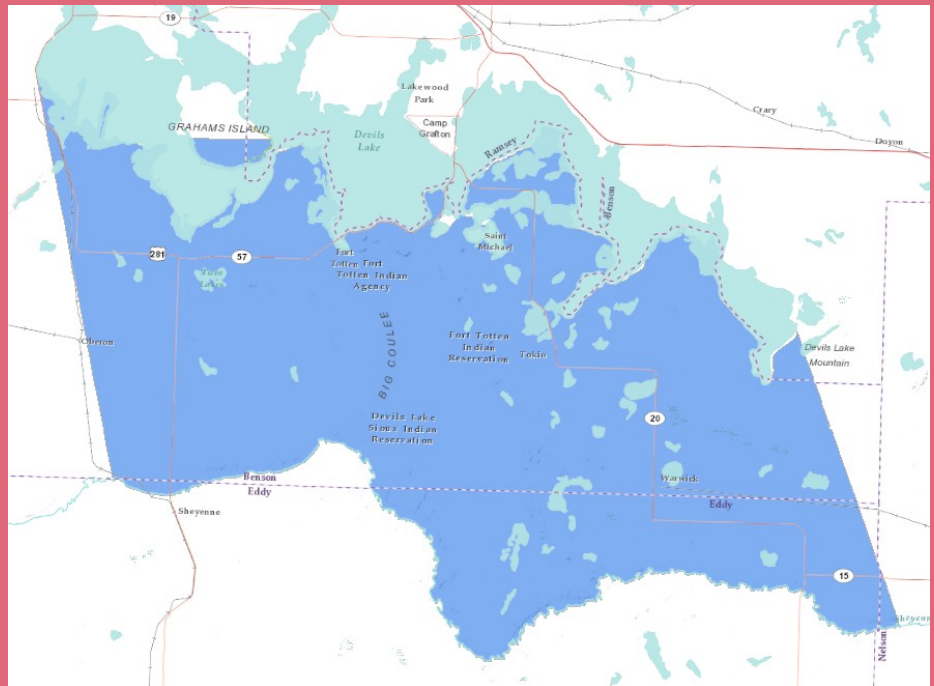 19
Lakewood
Park
Crary
GRAHAMS ISLAND
Devils
Lake
Camp
Grafton
Ramsey
Doyon
Benson
Saint
Michael
281
57
Fort
Totten
Fort
Totten Indian
Agency
Twin
Lakes
BIG COULEE
Fort Totten
Indian
Reservation
Tokio
Oberon
Devils Lake
Mountain
Devils Lake
Sioux Indian
Reservation
20
Benson
Eddy
Warwick
Eddy
Sheyenne
15
Sheyenne
Nelson